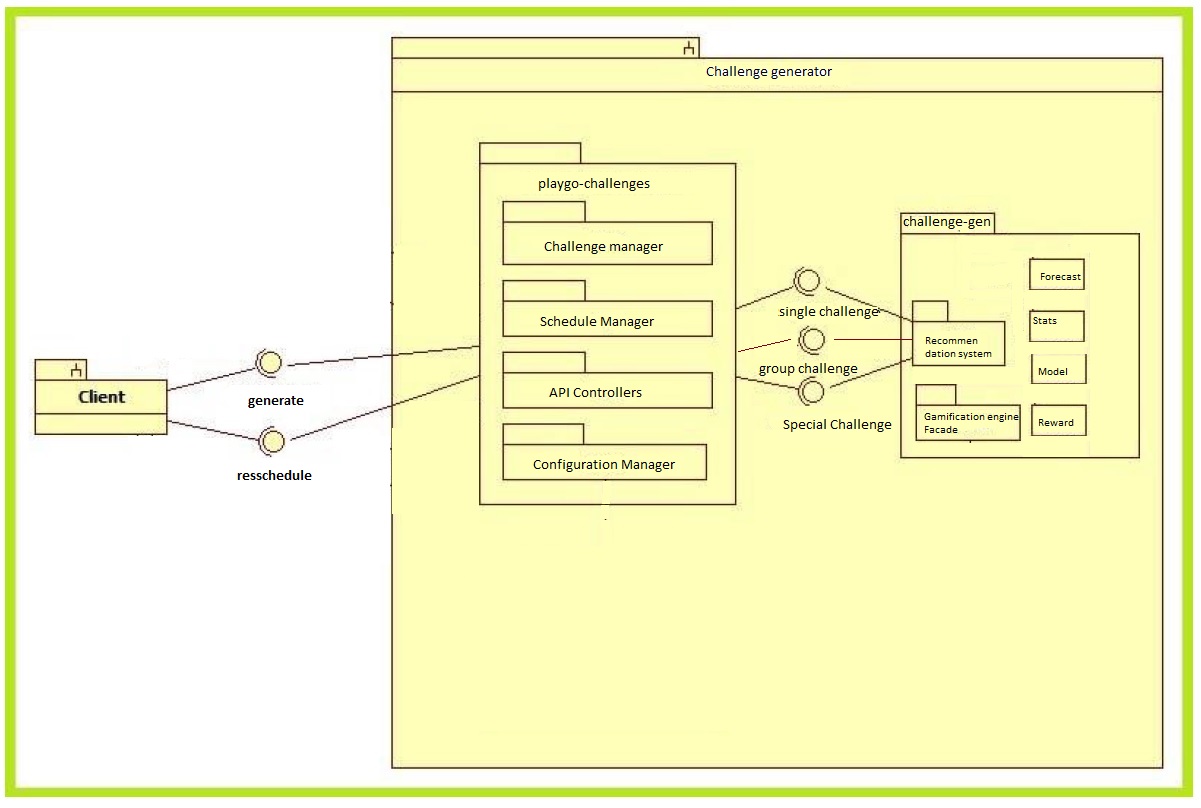 Challenge generator
playgo-challenges
Challenge manager
Schedule Manager
API Controllers
Configuration Manager
Client
generate
resschedule
single challenge
group challenge
Special Challenge
challenge-gen
Recommen
dation system
Gamification engine
Facade
Forecast
Stats
Model
Reward